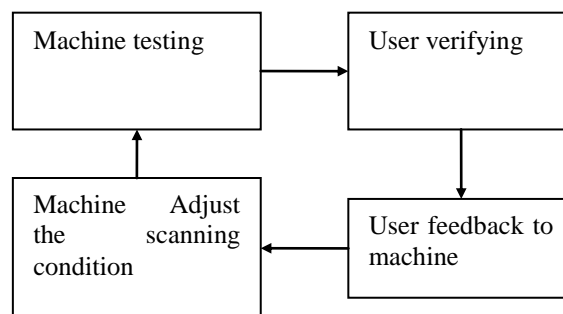 Machine testing
User verifying
User feedback to
machine
Machine Adjust
the scanning
condition